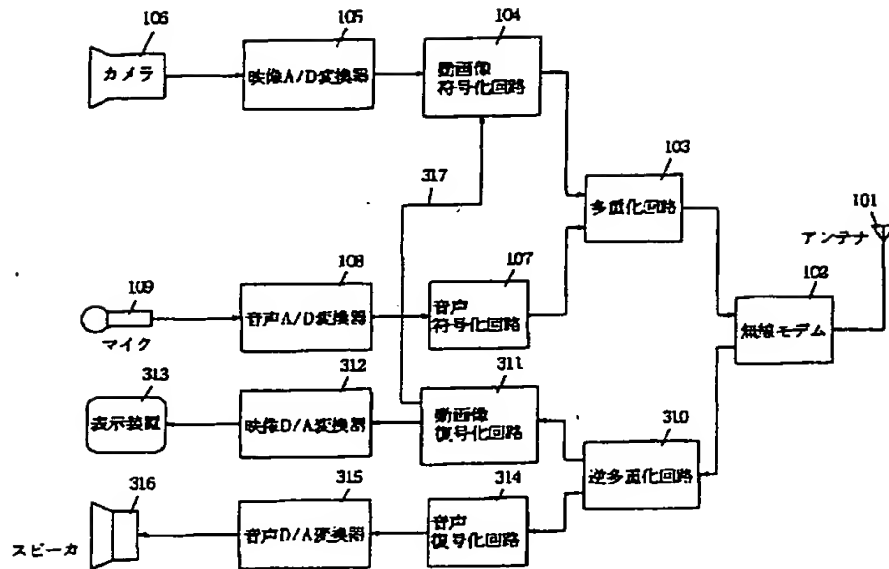 106
105
104
カメラ
映像A/D変換器
動画像
符号化回路
317
103
多重化回路
101
アンテナ
109
108
107
102
マイク
音声A/D変換器
音声
符号化回路
無線モデム
313
312
311
310
表示装置
映像D/A変換器
動画像
復号化回路
逆多重化回路
316
315
314
スピーカ
音声D/A変換器
音声
復号化回路